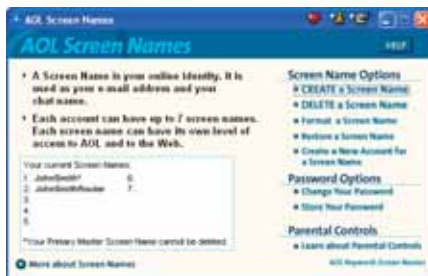 AOL Screen Names
AOL Screen Names
HELP
• A Screen Name is your online identity. It is
used as your e-mail address and your
chat name.
• Each account can have up to 7 screen names.
Each screen name can have its own level of
access to AOL and to the Web.
Your current Screen Names:
1. JohnSmith* 6.
2. JohnSmithRouter 7.
3.
4.
5.
*Your Primary Master Screen Name cannot be deleted.
More about Screen Names
Screen Name Options
CREATE a Screen Name
DELETE a Screen Name
Format a Screen Name
Restore a Screen Name
Create a New Account for
a Screen Name
Password Options
Change Your Password
Store Your Password
Parental Controls
Learn about Parental Controls
AOL Keyword: Screen Names